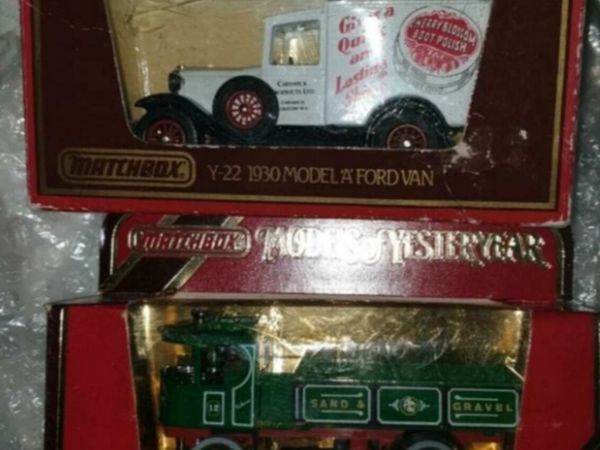 Gives a
Quick
and
Lasting
Shine
CHERRY BLOSSOM
BOOT POLISH
MATCHBOX
Y-22 1930 MODEL 'A' FORD VAN
MATCHBOX
MODELS of YESTERYEAR
12
SAND &
GRAVEL